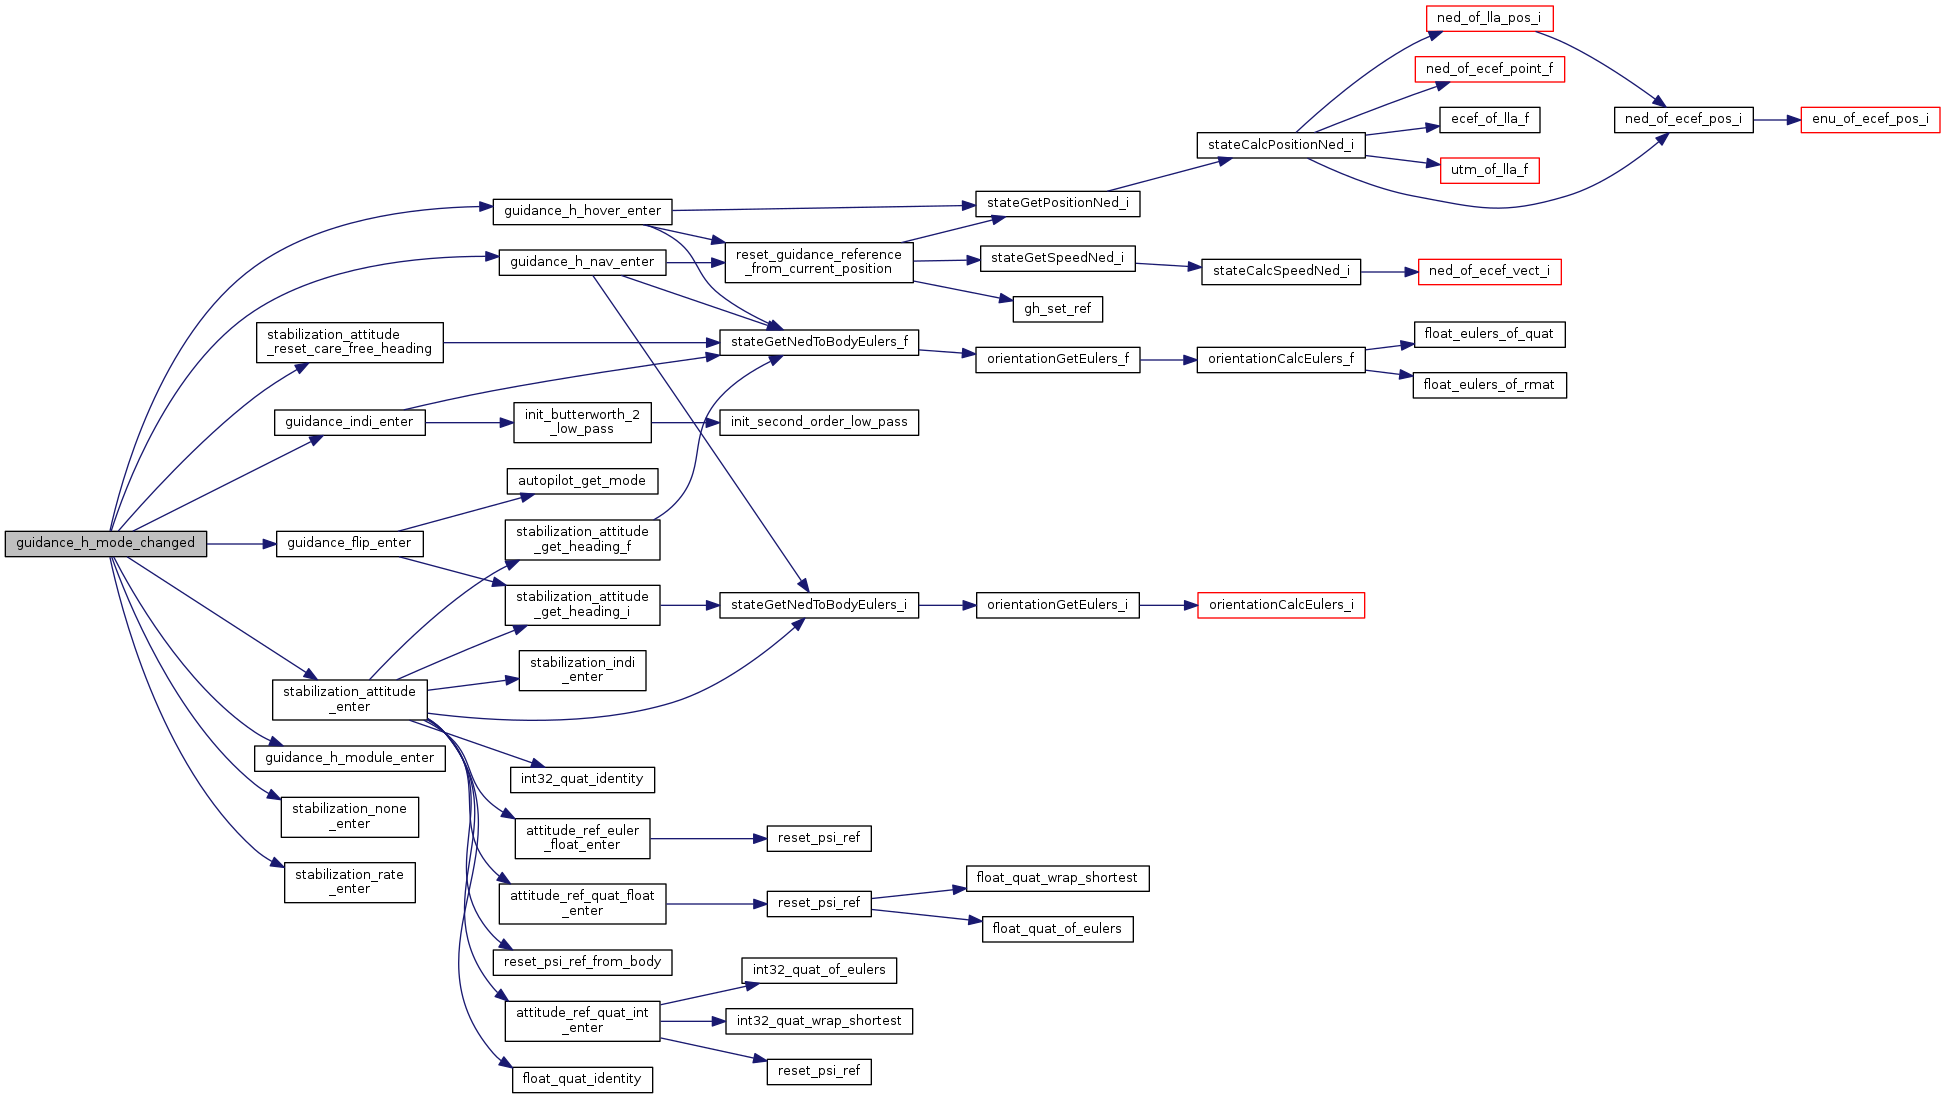 guidance_h_mode_changed
guidance_h_hover_enter
guidance_h_nav_enter
stabilization_attitude
_reset_care_free_heading
guidance_indi_enter
guidance_flip_enter
stabilization_attitude
_enter
guidance_h_module_enter
stabilization_none
_enter
stabilization_rate
_enter
init_butterworth_2
_low_pass
autopilot_get_mode
stabilization_attitude
_get_heading_f
stabilization_attitude
_get_heading_i
stabilization_indi
_enter
int32_quat_identity
attitude_ref_euler
_float_enter
attitude_ref_quat_float
_enter
reset_psi_ref_from_body
attitude_ref_quat_int
_enter
float_quat_identity
reset_guidance_reference
_from_current_position
stateGetNedToBodyEulers_f
init_second_order_low_pass
stateGetNedToBodyEulers_i
reset_psi_ref
reset_psi_ref
int32_quat_of_eulers
int32_quat_wrap_shortest
reset_psi_ref
stateGetPositionNed_i
stateGetSpeedNed_i
gh_set_ref
orientationGetEulers_f
orientationGetEulers_i
float_quat_wrap_shortest
float_quat_of_eulers
stateCalcPositionNed_i
stateCalcSpeedNed_i
orientationCalcEulers_f
orientationCalcEulers_i
ned_of_lla_pos_i
ned_of_ecef_point_f
ecef_of_lla_f
utm_of_lla_f
ned_of_ecef_vect_i
float_eulers_of_quat
float_eulers_of_rmat
ned_of_ecef_pos_i
enu_of_ecef_pos_i